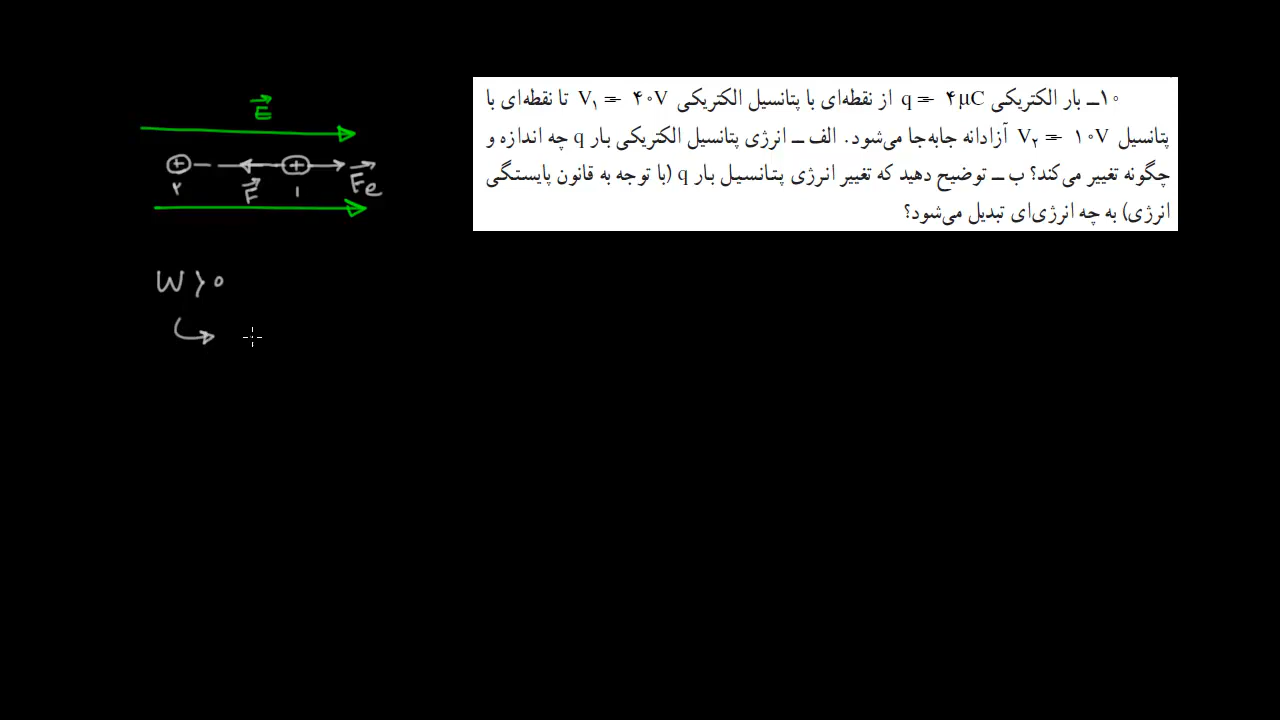 ۱۰ــ بار الکتریکی q = ۴μC از نقطه‌ای با پتانسیل الکتریکی V۱ = ۴۰V تا نقطه‌ای با
پتانسیل V۲ = ۱۰V آزادانه جابه‌جا می‌شود. الف ــ انرژی پتانسیل الکتریکی بار q چه اندازه و
چگونه تغییر می‌کند؟ ب ــ توضیح دهید که تغییر انرژی پتانسیل بار q (با توجه به قانون پایستگی
انرژی) به چه انرژی‌ای تبدیل می‌شود؟
E
+ +
۲ F ۱ Fe
W > ۰